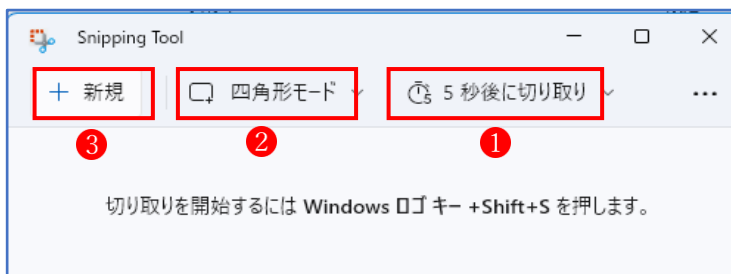 Snipping Tool
+ 新規 四角形モード 5 秒後に切り取り ...
3 2 1
切り取りを開始するには Windows ロゴ キー +Shift+S を押します。